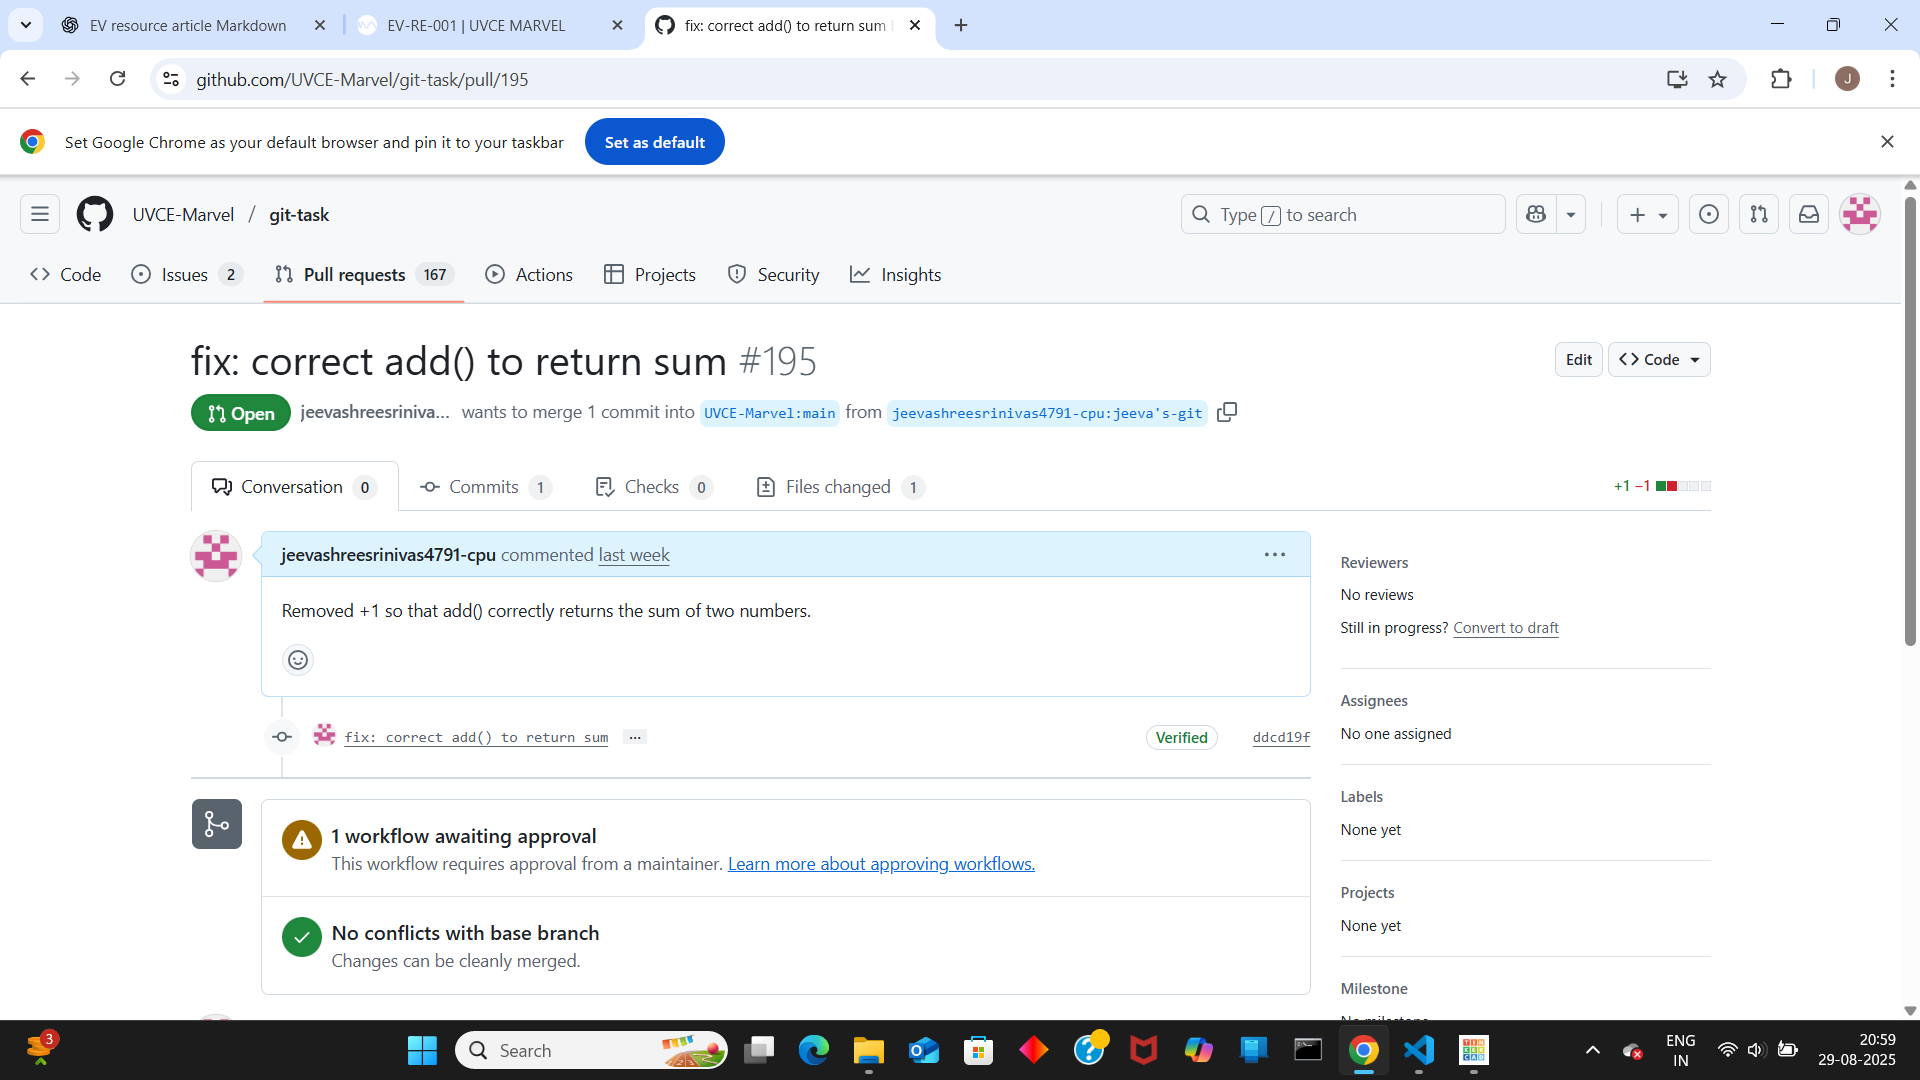 EV resource article Markdown
EV-RE-001 | UVCE MARVEL
fix: correct add() to return sum
github.com/UVCE-Marvel/git-task/pull/195
J
Set Google Chrome as your default browser and pin it to your taskbar
Set as default
UVCE-Marvel / git-task
Type / to search
Code
Issues 2
Pull requests 167
Actions
Projects
Security
Insights
fix: correct add() to return sum #195
Edit
Code
Open
jeevashreesriniva... wants to merge 1 commit into UVCE-Marvel:main from jeevashreesrinivas4791-cpu:jeeva's-git
Conversation 0
Commits 1
Checks 0
Files changed 1
+1 −1
jeevashreesrinivas4791-cpu commented last week
Removed +1 so that add() correctly returns the sum of two numbers.
fix: correct add() to return sum ...
Verified
ddcd19f
1 workflow awaiting approval
This workflow requires approval from a maintainer. Learn more about approving workflows.
No conflicts with base branch
Changes can be cleanly merged.
Reviewers
No reviews
Still in progress? Convert to draft
Assignees
No one assigned
Labels
None yet
Projects
None yet
Milestone
No milestone
3
Search
TIN
KER
CAD
ENG
IN
20:59
29-08-2025